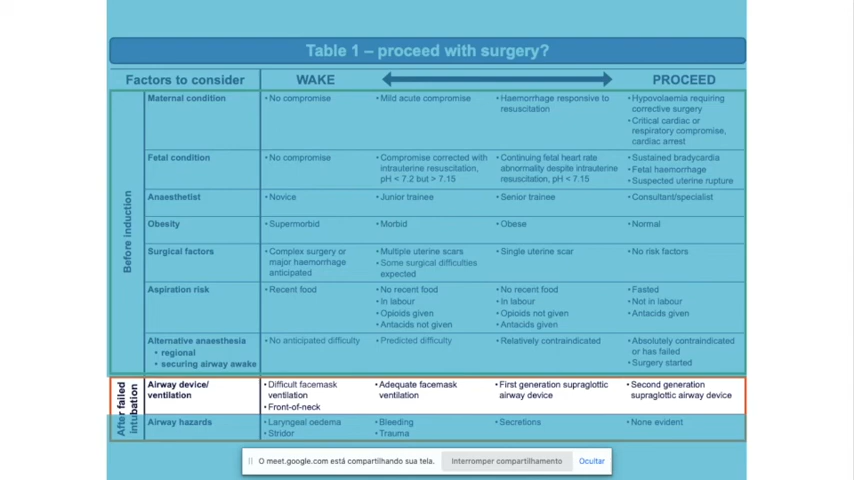 Table 1 – proceed with surgery?
Factors to consider WAKE PROCEED
Before induction
Maternal condition
• No compromise
• Mild acute compromise
• Haemorrhage responsive to
resuscitation
• Hypovolaemia requiring
corrective surgery
• Critical cardiac or
respiratory compromise,
cardiac arrest
Fetal condition
• No compromise
• Compromise corrected with
intrauterine resuscitation,
pH < 7.2 but > 7.15
• Continuing fetal heart rate
abnormality despite intrauterine
resuscitation, pH < 7.15
• Sustained bradycardia
• Fetal haemorrhage
• Suspected uterine rupture
Anaesthetist
• Novice
• Junior trainee
• Senior trainee
• Consultant/specialist
Obesity
• Supermorbid
• Morbid
• Obese
• Normal
Surgical factors
• Complex surgery or
major haemorrhage
anticipated
• Multiple uterine scars
• Some surgical difficulties
expected
• Single uterine scar
• No risk factors
Aspiration risk
• Recent food
• No recent food
• In labour
• Opioids given
• Antacids not given
• No recent food
• In labour
• Opioids not given
• Antacids given
• Fasted
• Not in labour
• Antacids given
Alternative anaesthesia
• regional
• securing airway awake
• No anticipated difficulty
• Predicted difficulty
• Relatively contraindicated
• Absolutely contraindicated
or has failed
• Surgery started
After failed
intubation
Airway device/
ventilation
• Difficult facemask
ventilation
• Front-of-neck
• Adequate facemask
ventilation
• First generation supraglottic
airway device
• Second generation
supraglottic airway device
Airway hazards
• Laryngeal oedema
• Stridor
• Bleeding
• Trauma
• Secretions
• None evident
O meet.google.com está compartilhando sua tela. Interromper compartilhamento Ocultar